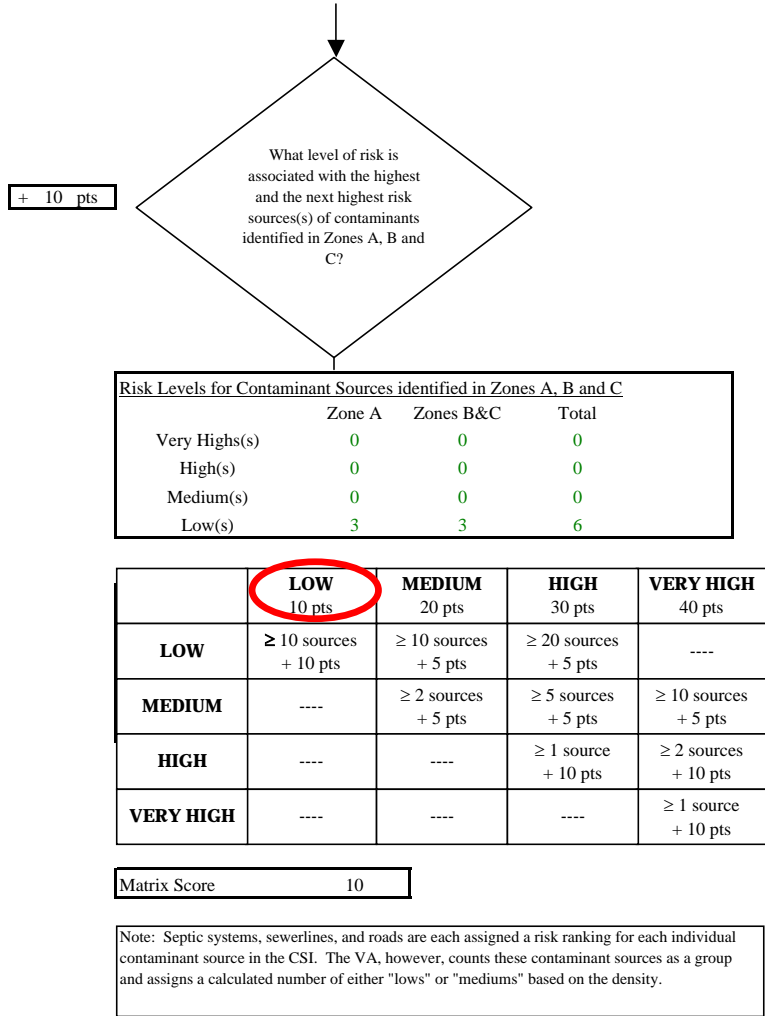 What level of risk is
associated with the highest
and the next highest risk
sources(s) of contaminants
identified in Zones A, B and
C?
+ 10 pts
Risk Levels for Contaminant Sources identified in Zones A, B and C
Zone A Zones B&C Total
Very Highs(s) 0 0 0
High(s) 0 0 0
Medium(s) 0 0 0
Low(s) 3 3 6
LOW MEDIUM HIGH VERY HIGH
10 pts 20 pts 30 pts 40 pts
LOW ≥ 10 sources + 10 pts ≥ 10 sources + 5 pts ≥ 20 sources + 5 pts ----
MEDIUM ---- ≥ 2 sources + 5 pts ≥ 5 sources + 5 pts ≥ 10 sources + 5 pts
HIGH ---- ---- ≥ 1 source + 10 pts ≥ 2 sources + 10 pts
VERY HIGH ---- ---- ---- ≥ 1 source + 10 pts
Matrix Score 10
Note: Septic systems, sewerlines, and roads are each assigned a risk ranking for each individual
contaminant source in the CSI. The VA, however, counts these contaminant sources as a group
and assigns a calculated number of either "lows" or "mediums" based on the density.